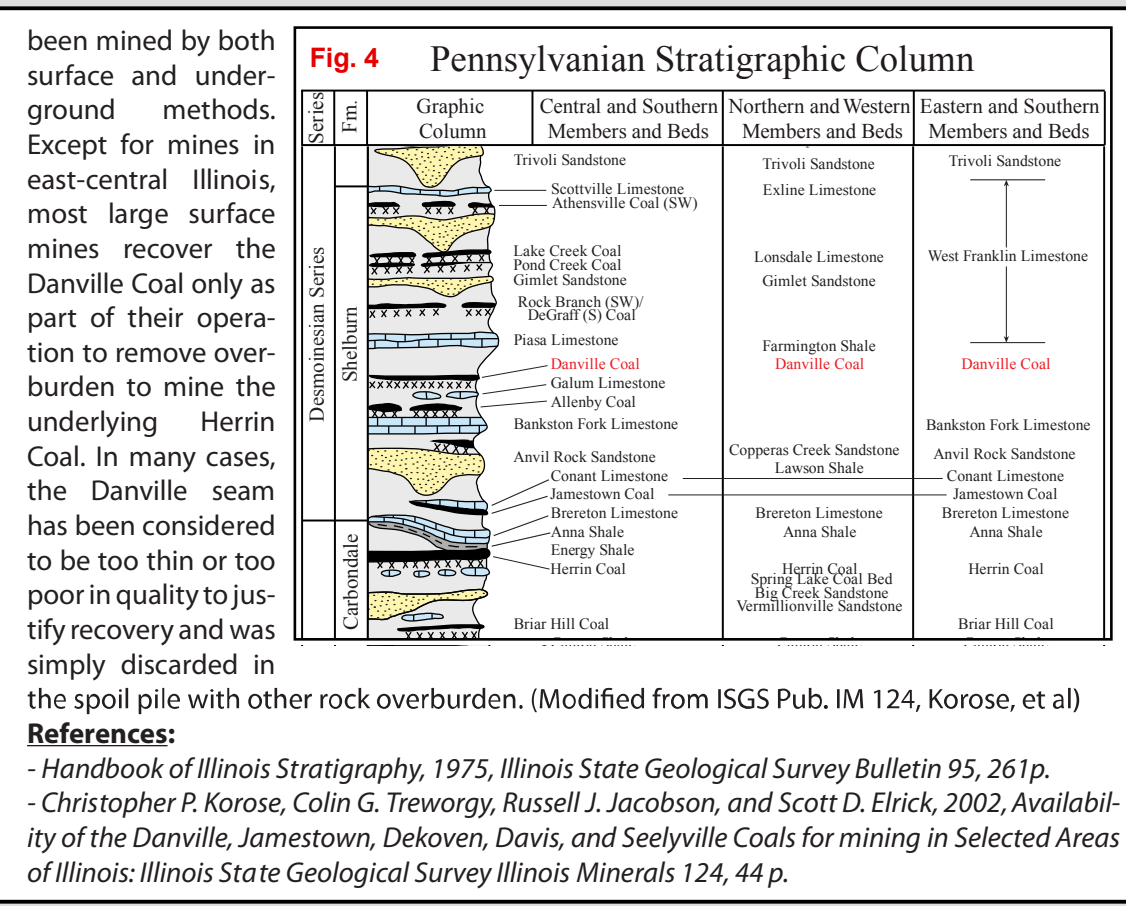 been mined by both
surface and under-
ground methods.
Except for mines in
east-central Illinois,
most large surface
mines recover the
Danville Coal only as
part of their opera-
tion to remove over-
burden to mine the
underlying Herrin
Coal. In many cases,
the Danville seam
has been considered
to be too thin or too
poor in quality to jus-
tify recovery and was
simply discarded in
the spoil pile with other rock overburden. (Modified from ISGS Pub. IM 124, Korose, et al)
Fig. 4 Pennsylvanian Stratigraphic Column
Series
Fm.
Graphic
Column
Central and Southern
Members and Beds
Northern and Western
Members and Beds
Eastern and Southern
Members and Beds
Desmoinesian Series
Shelburn
Carbondale
Trivoli Sandstone
Scottville Limestone
Athensville Coal (SW)
Lake Creek Coal
Pond Creek Coal
Gimlet Sandstone
Rock Branch (SW)/
DeGraff (S) Coal
Piasa Limestone
Danville Coal
Galum Limestone
Allenby Coal
Bankston Fork Limestone
Anvil Rock Sandstone
Conant Limestone
Jamestown Coal
Brereton Limestone
Anna Shale
Energy Shale
Herrin Coal
Briar Hill Coal
Trivoli Sandstone
Exline Limestone
Lonsdale Limestone
Gimlet Sandstone
Farmington Shale
Danville Coal
Copperas Creek Sandstone
Lawson Shale
Brereton Limestone
Anna Shale
Herrin Coal
Spring Lake Coal Bed
Big Creek Sandstone
Vermillionville Sandstone
Trivoli Sandstone
West Franklin Limestone
Danville Coal
Bankston Fork Limestone
Anvil Rock Sandstone
Conant Limestone
Jamestown Coal
Brereton Limestone
Anna Shale
Herrin Coal
Briar Hill Coal
References:
- Handbook of Illinois Stratigraphy, 1975, Illinois State Geological Survey Bulletin 95, 261p.
- Christopher P. Korose, Colin G. Treworgy, Russell J. Jacobson, and Scott D. Elrick, 2002, Availabil-
ity of the Danville, Jamestown, Dekoven, Davis, and Seelyville Coals for mining in Selected Areas
of Illinois: Illinois State Geological Survey Illinois Minerals 124, 44 p.